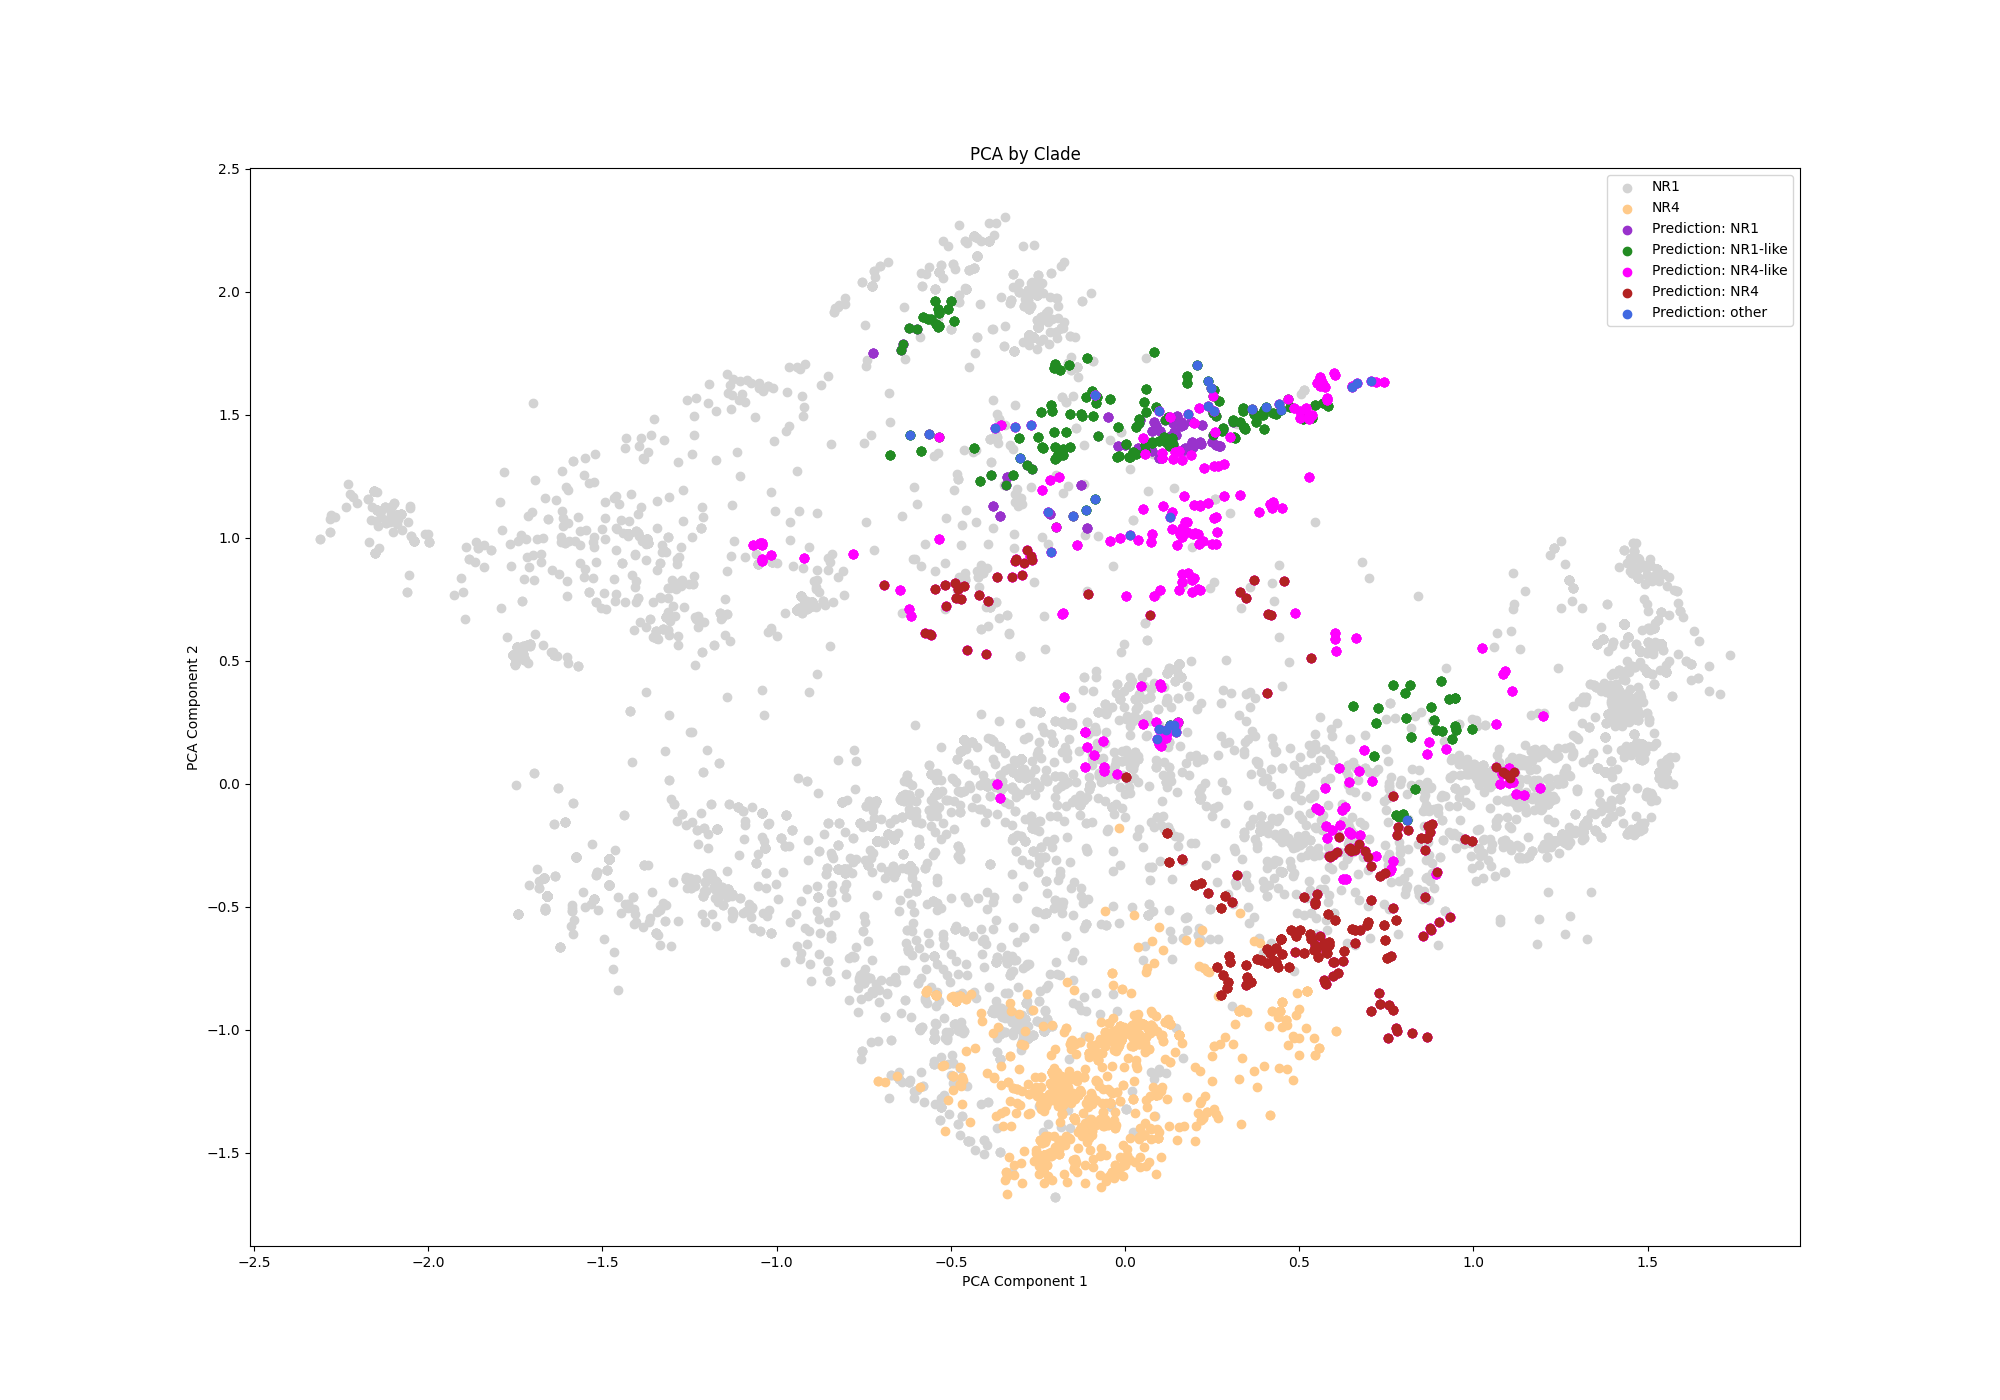 PCA by Clade
2.5
2.0
1.5
1.0
0.5
0.0
−0.5
−1.0
−1.5
PCA Component 2
NR1
NR4
Prediction: NR1
Prediction: NR1-like
Prediction: NR4-like
Prediction: NR4
Prediction: other
−2.5 −2.0 −1.5 −1.0 −0.5 0.0 0.5 1.0 1.5
PCA Component 1